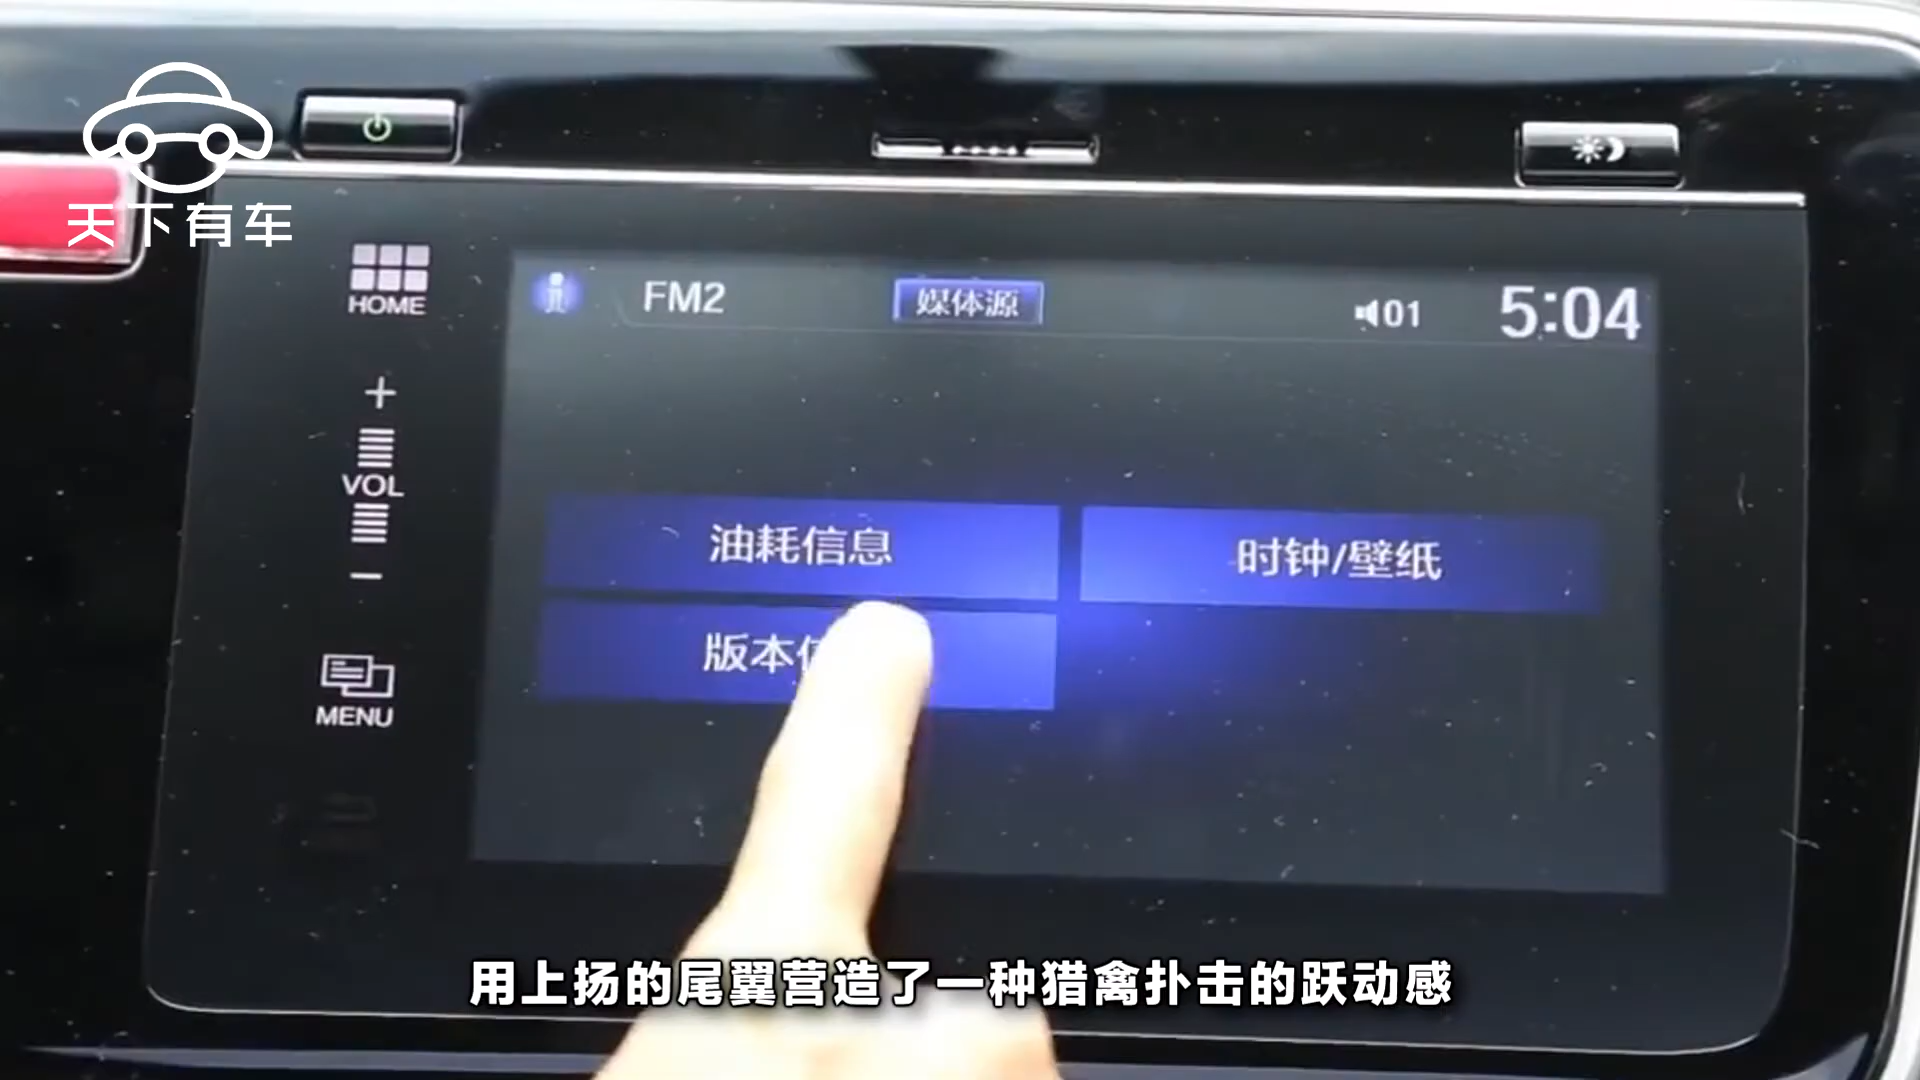 天下有车
HOME
FM2
媒体源
01
5:04
+
VOL
−
油耗信息
时钟/壁纸
版本
MENU
用上扬的尾翼营造了一种猎禽扑击的跃动感